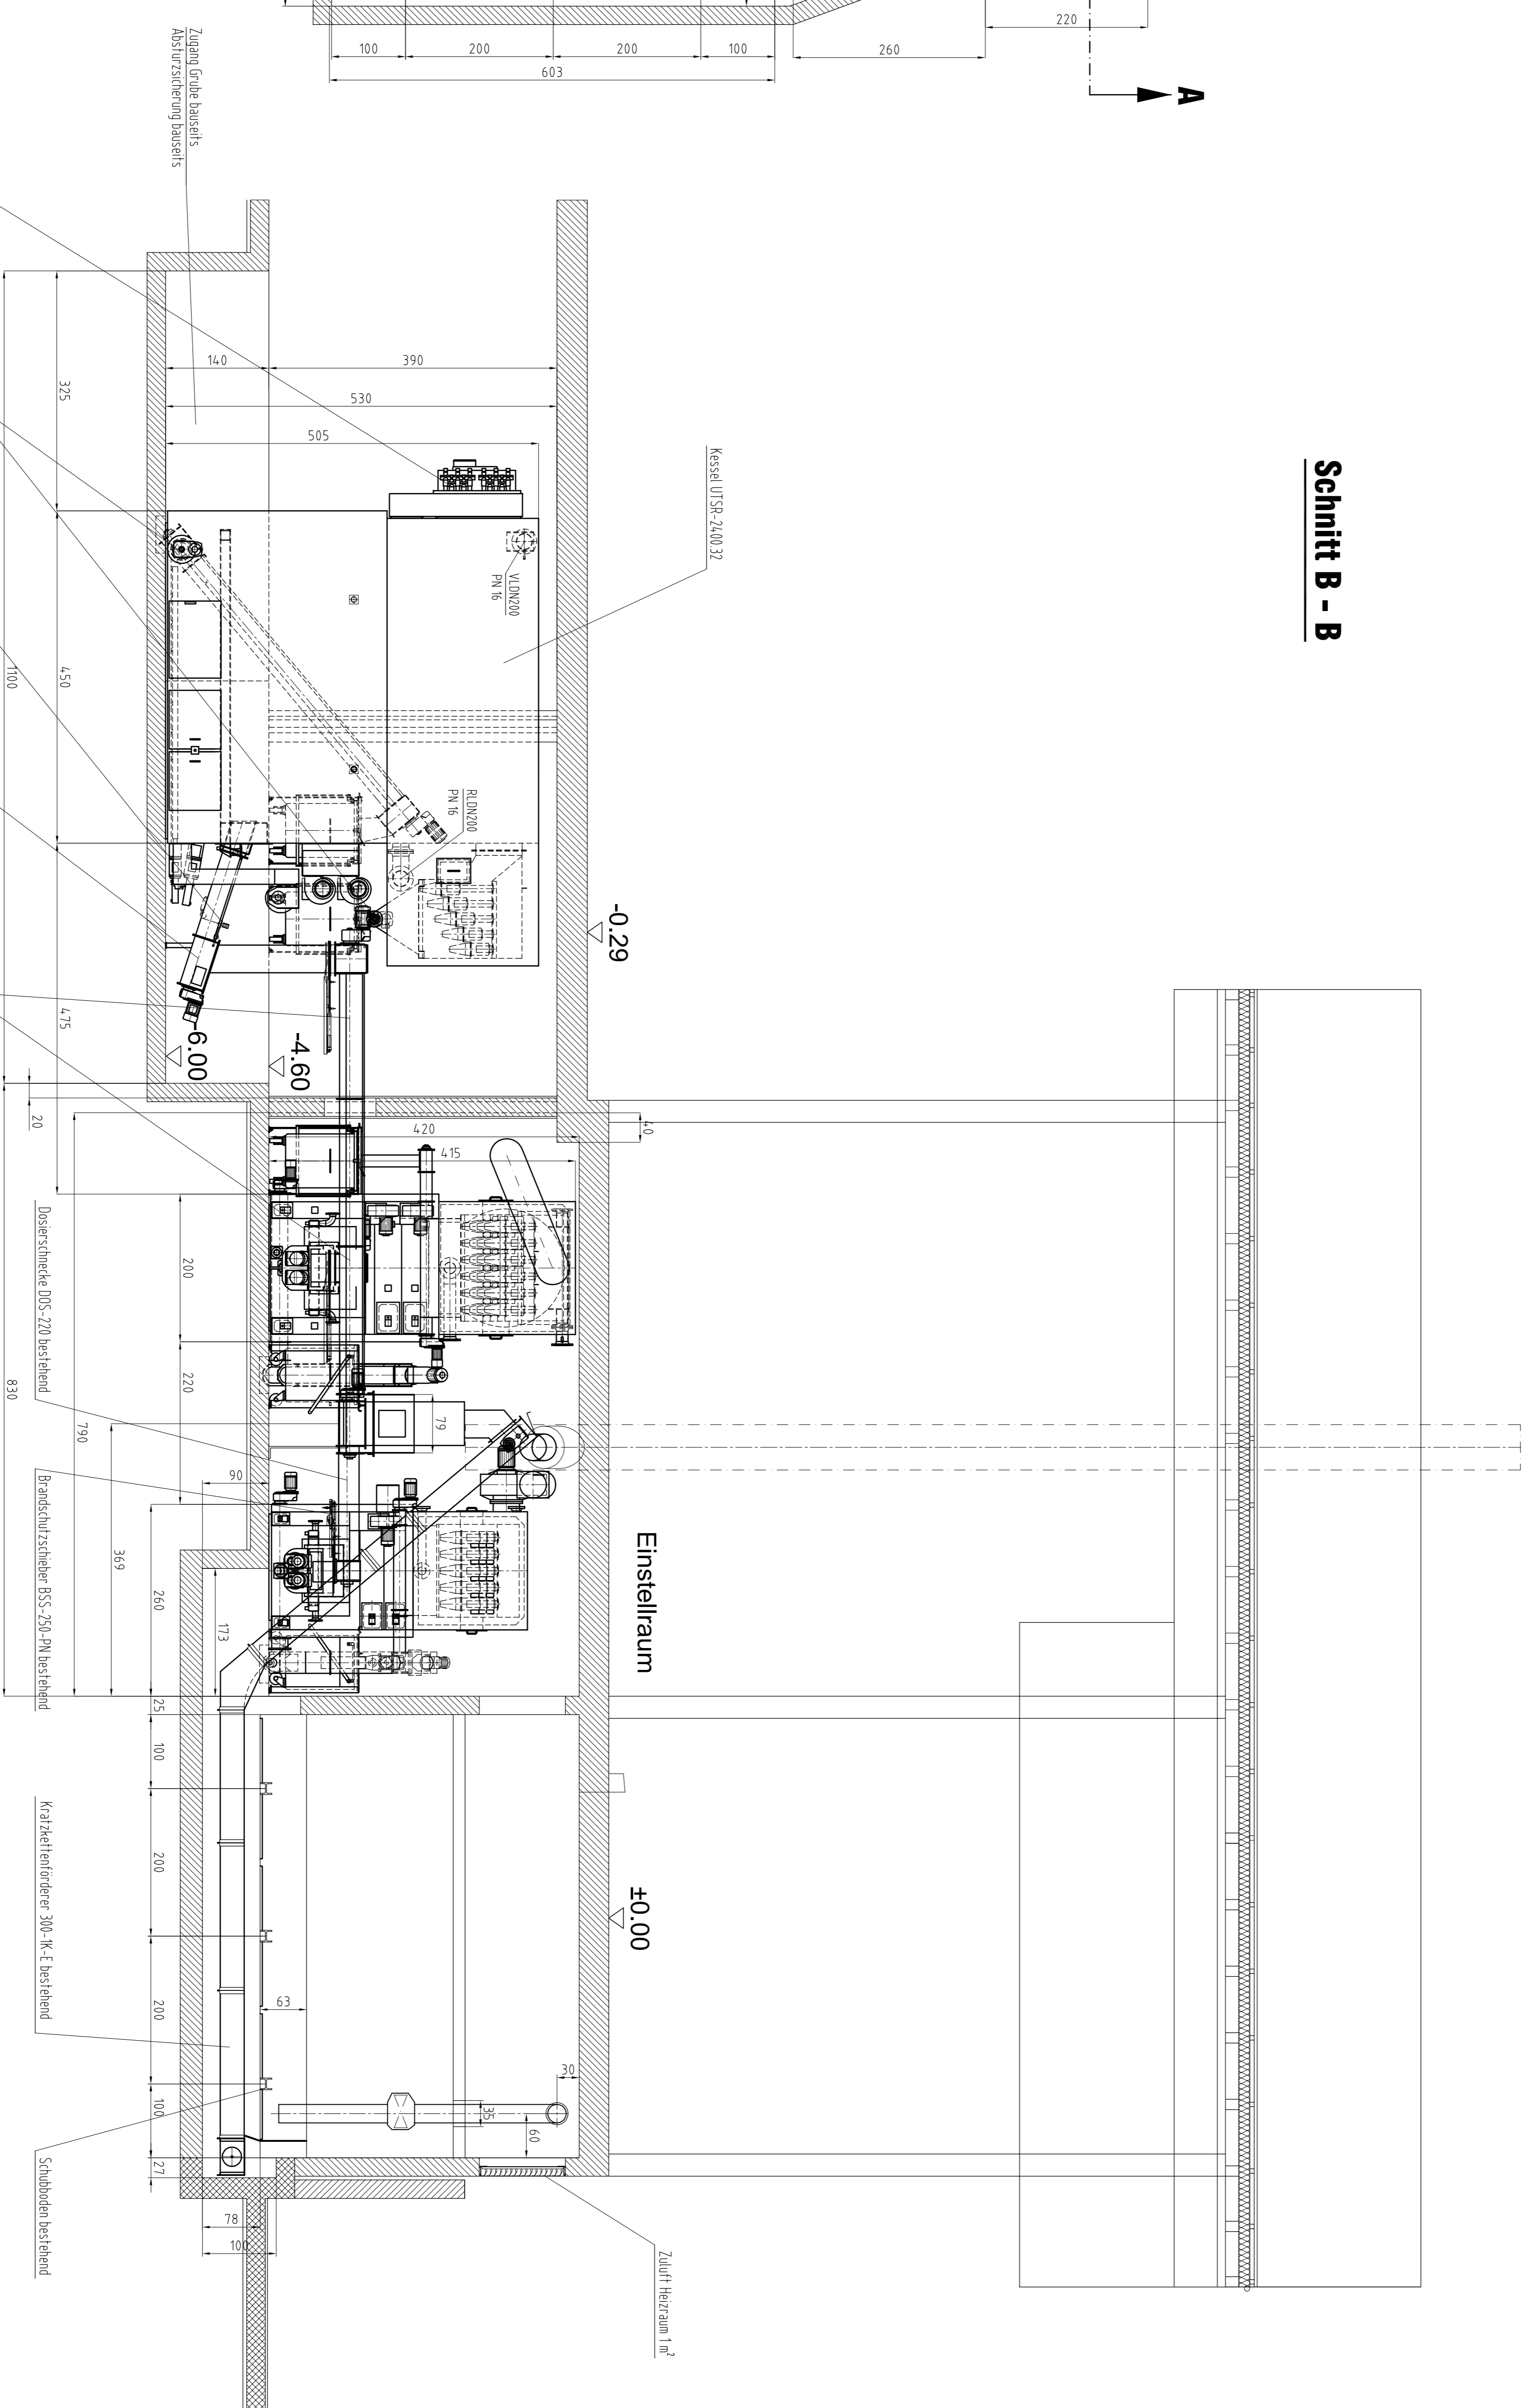 Schnitt B - B
A
220
260
100
200
200
100
603
Zugang Grube bauseits
Absturzsicherung bauseits
Kessel UTSR-2400.32
VLDN200
PN 16
RLDN200
PN 16
-0.29
-4.60
-6.00
±0.00
Einstellraum
Zuluft Heizraum 1 m²
140
390
530
505
325
450
475
1100
20
40
420
415
200
220
79
90
790
830
369
260
173
25
100
200
200
100
27
63
30
35
60
78
100
Dosierschnecke DOS-220 bestehend
Brandschutzschieber BSS-250-PN bestehend
Kratzkettenförderer 300-1K-E bestehend
Schubboden bestehend